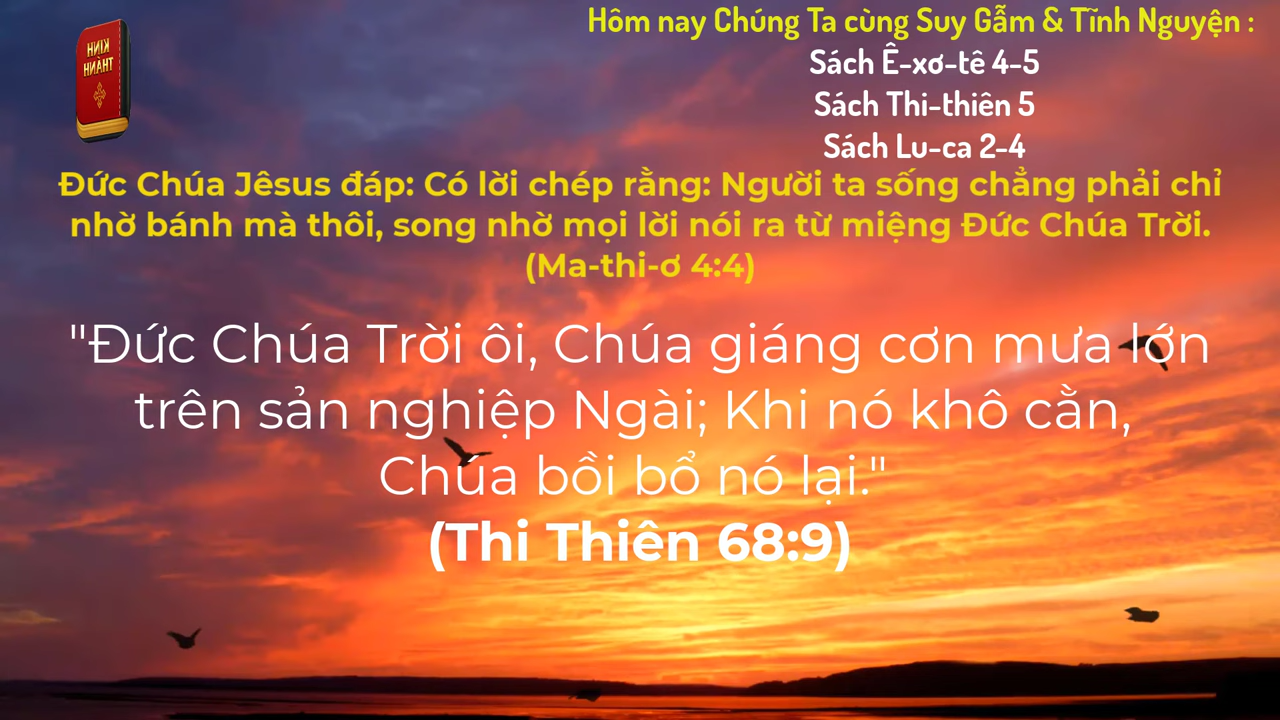 KINH
THÁNH
Hôm nay Chúng Ta cùng Suy Gẫm & Tĩnh Nguyện :
Sách Ê-xơ-tê 4-5
Sách Thi-thiên 5
Sách Lu-ca 2-4
Đức Chúa Jêsus đáp: Có lời chép rằng: Người ta sống chẳng phải chỉ
nhờ bánh mà thôi, song nhờ mọi lời nói ra từ miệng Đức Chúa Trời.
(Ma-thi-ơ 4:4)
"Đức Chúa Trời ôi, Chúa giáng cơn mưa lớn
trên sản nghiệp Ngài; Khi nó khô cằn,
Chúa bồi bổ nó lại."
(Thi Thiên 68:9)